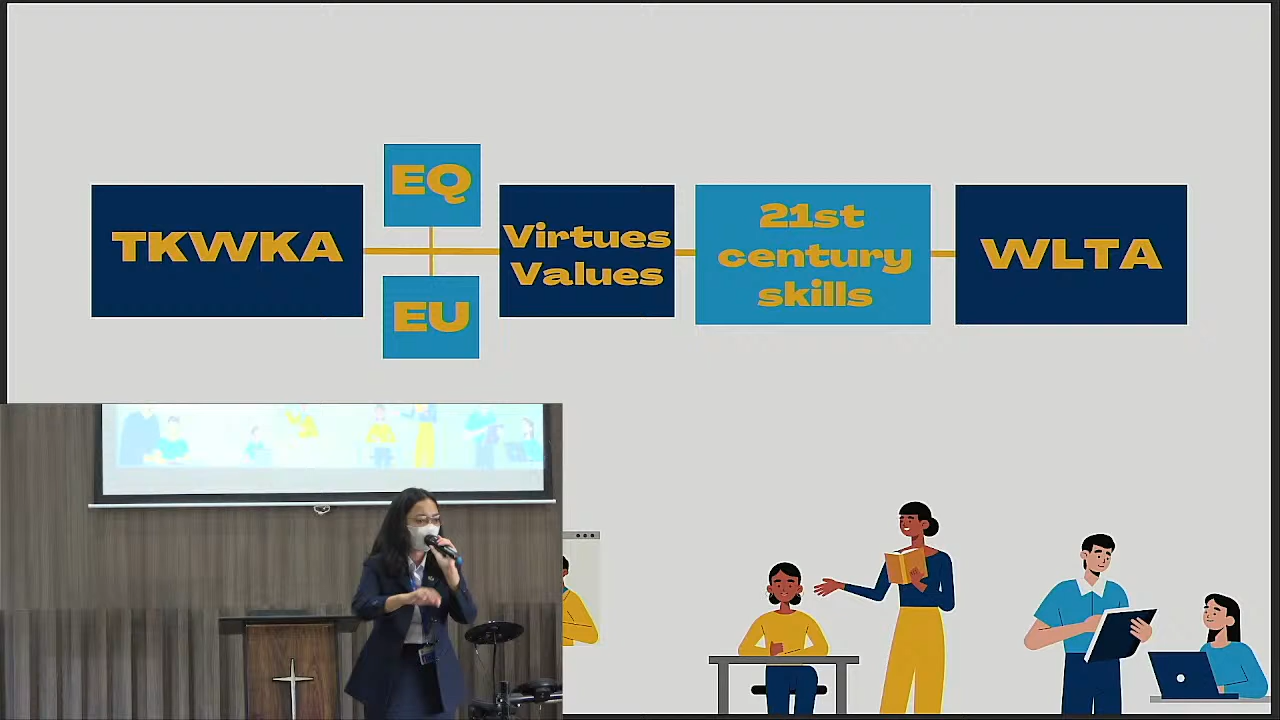 TKWKA
EQ
EU
Virtues
Values
21st
century
skills
WLTA